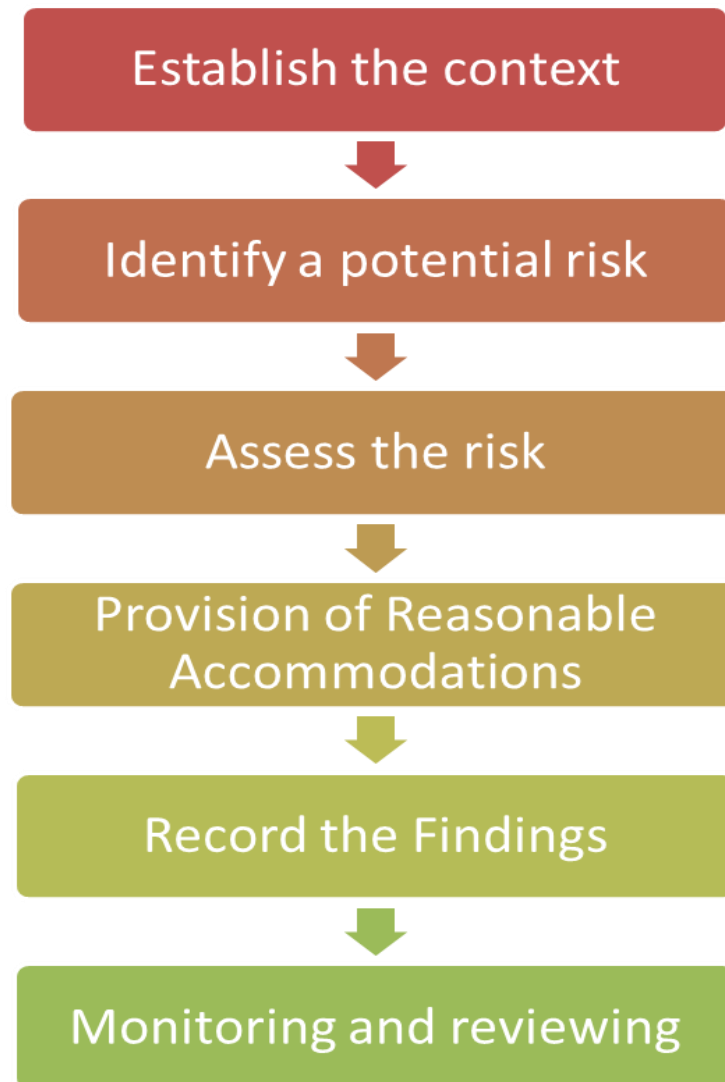 Establish the context
Identify a potential risk
Assess the risk
Provision of Reasonable
Accommodations
Record the Findings
Monitoring and reviewing